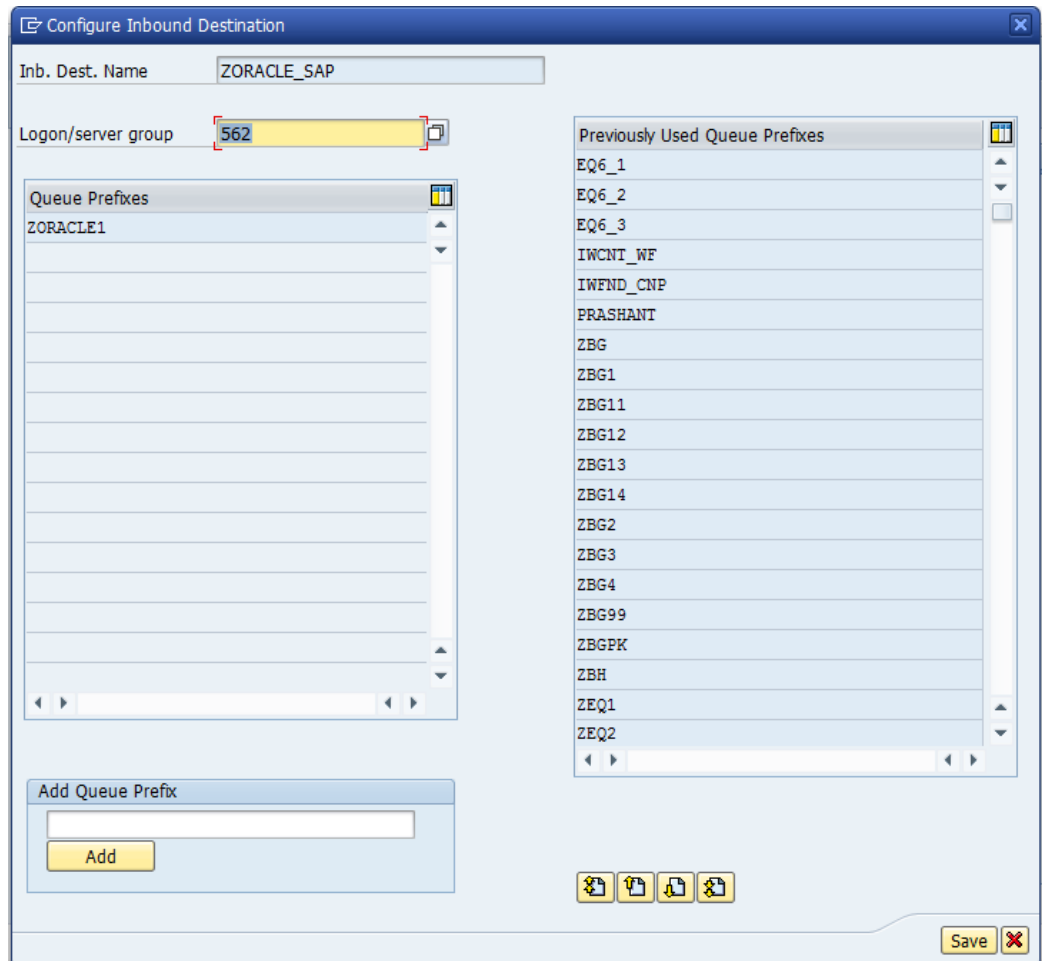 Configure Inbound Destination
Inb. Dest. Name ZORACLE_SAP
Logon/server group 562
Queue Prefixes
ZORACLE1
Add Queue Prefix
Add
Previously Used Queue Prefixes
EQ6_1
EQ6_2
EQ6_3
IWCNT_WF
IWFND_CNP
PRASHANT
ZBG
ZBG1
ZBG11
ZBG12
ZBG13
ZBG14
ZBG2
ZBG3
ZBG4
ZBG99
ZBGPK
ZBH
ZEQ1
ZEQ2
Save